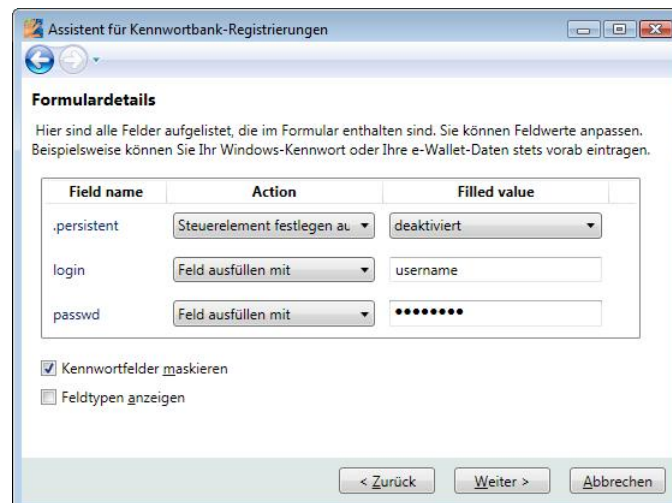 Assistent für Kennwortbank-Registrierungen
Formulardetails
Hier sind alle Felder aufgelistet, die im Formular enthalten sind. Sie können Feldwerte anpassen.
Beispielsweise können Sie Ihr Windows-Kennwort oder Ihre e-Wallet-Daten stets vorab eintragen.
Field name Action Filled value
.persistent Steuerelement festlegen au deaktiviert
login Feld ausfüllen mit username
passwd Feld ausfüllen mit ●●●●●●●●
Kennwortfelder maskieren
Feldtypen anzeigen
< Zurück Weiter > Abbrechen